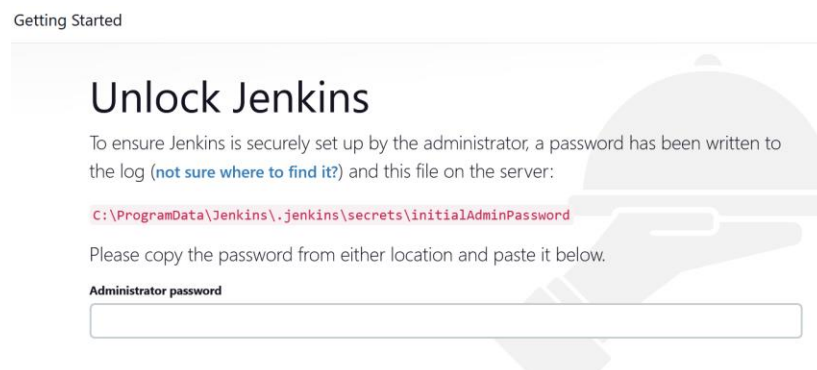 Getting Started
Unlock Jenkins
To ensure Jenkins is securely set up by the administrator, a password has been written to
the log (not sure where to find it?) and this file on the server:
C:\ProgramData\Jenkins\.jenkins\secrets\initialAdminPassword
Please copy the password from either location and paste it below.
Administrator password